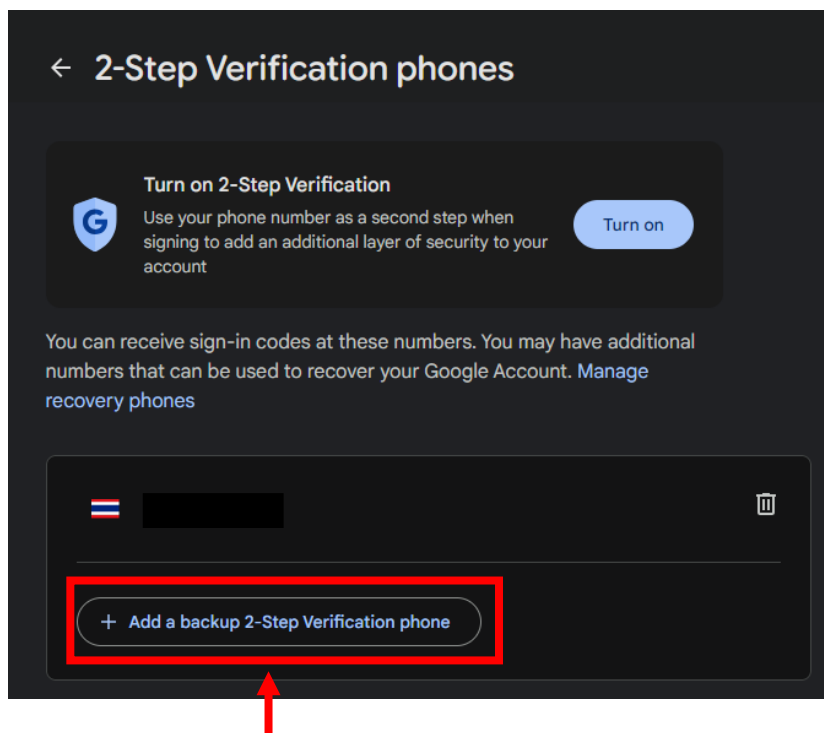 2-Step Verification phones
Turn on 2-Step Verification
Use your phone number as a second step when
signing to add an additional layer of security to your
account
Turn on
You can receive sign-in codes at these numbers. You may have additional
numbers that can be used to recover your Google Account. Manage
recovery phones
+ Add a backup 2-Step Verification phone